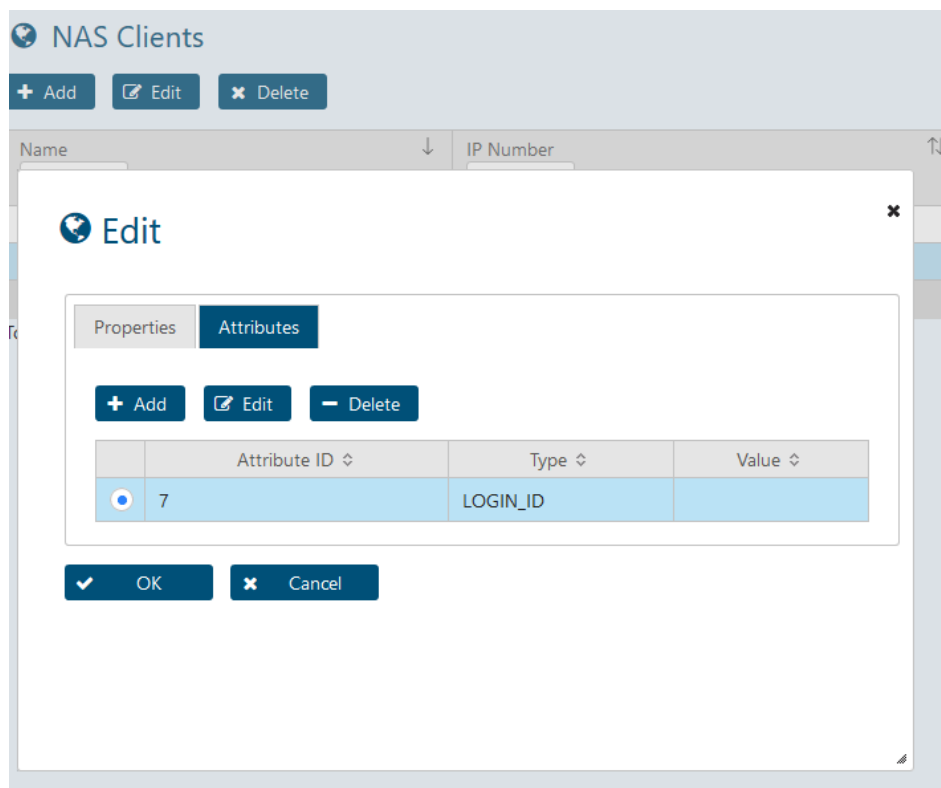 NAS Clients
Add Edit Delete
Name IP Number
Edit
Properties Attributes
Add Edit Delete
Attribute ID Type Value
7 LOGIN_ID
OK Cancel